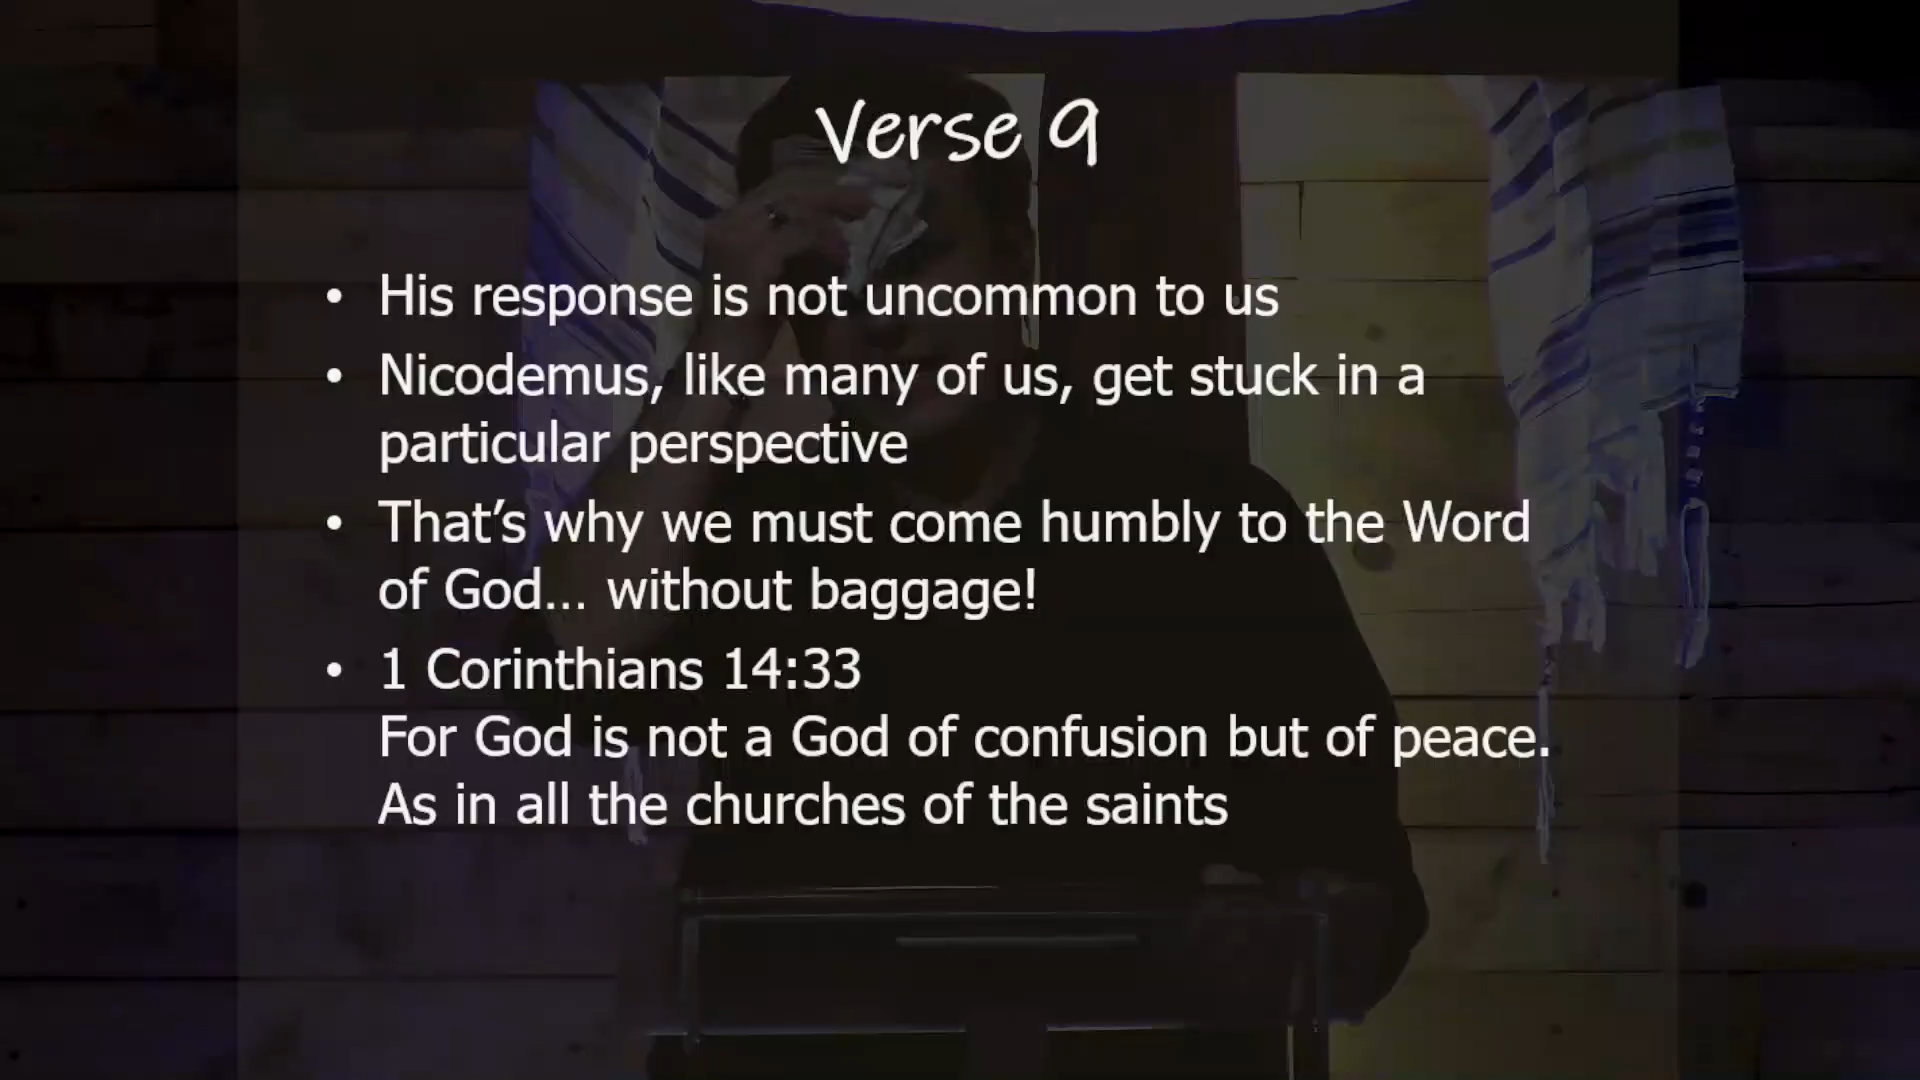 Verse 9
• His response is not uncommon to us
• Nicodemus, like many of us, get stuck in a
particular perspective
• That’s why we must come humbly to the Word
of God... without baggage!
• 1 Corinthians 14:33
For God is not a God of confusion but of peace.
As in all the churches of the saints